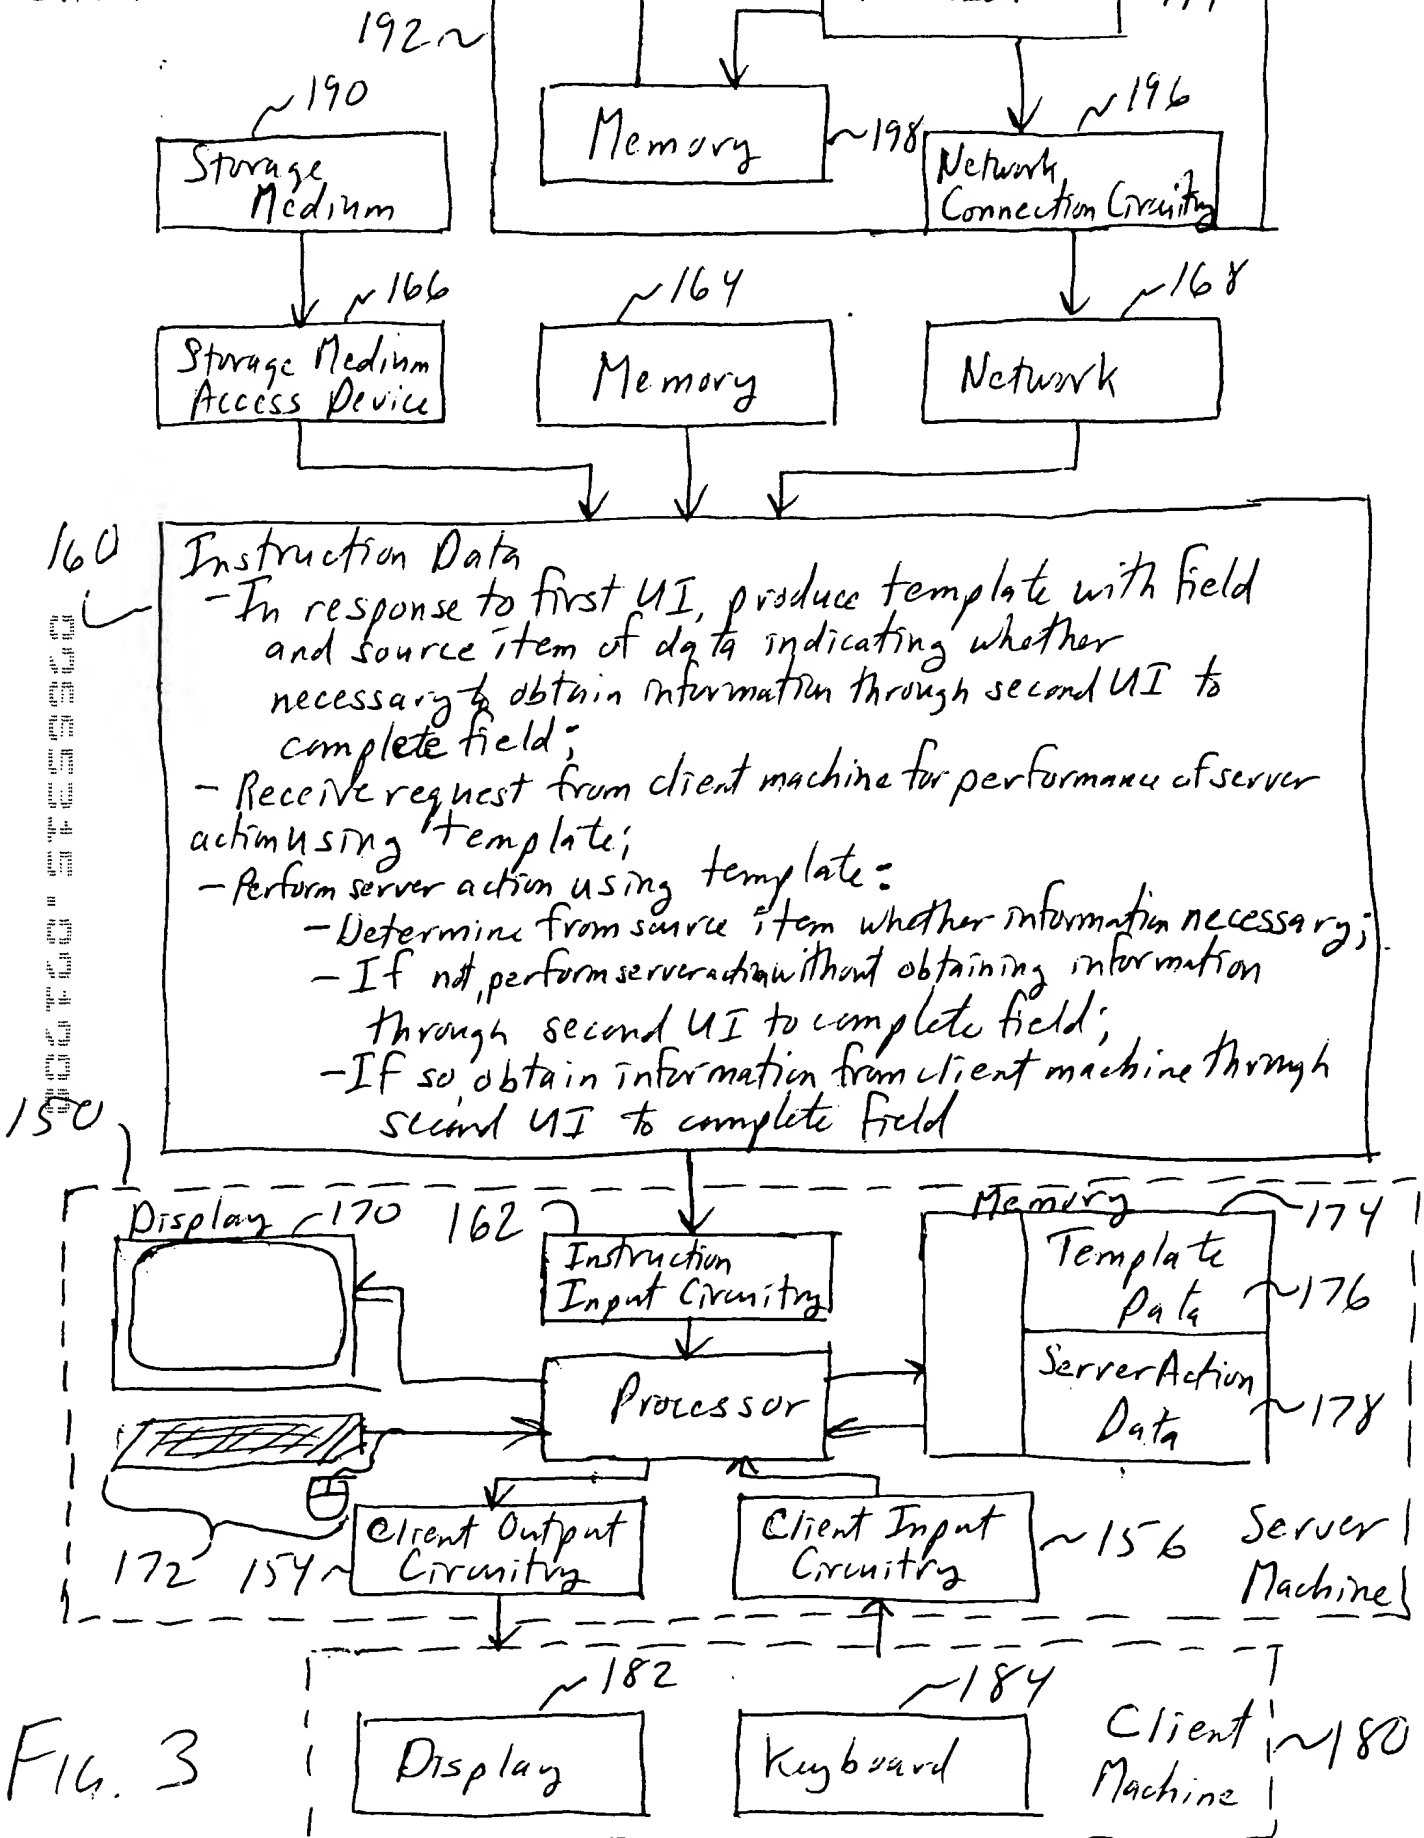 192
190
Memory
198
196
Storage
Medium
Network
Connection Circuitry
166
164
168
Storage Medium
Access Device
Memory
Network
160
Instruction Data
- In response to first UI, produce template with field
and source item of data indicating whether
necessary to obtain information through second UI to
complete field;
- Receive request from client machine for performance of server
action using template;
- Perform server action using template:
- Determine from source item whether information necessary;
- If not, perform server action without obtaining information
through second UI to complete field;
- If so, obtain information from client machine through
second UI to complete field
150
Display 170
162
Memory
174
Instruction
Input Circuitry
Template
Data
176
Processor
Server Action
Data
178
172
154
Client Output
Circuitry
Client Input
Circuitry
156
Server
Machine
182
184
Display
Keyboard
Client
Machine
180
FIG. 3